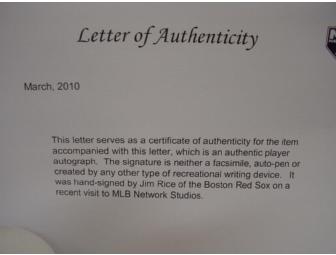 Letter of Authenticity
March, 2010
This letter serves as a certificate of authenticity for the item
accompanied with this letter, which is an authentic player
autograph. The signature is neither a facsimile, auto-pen or
created by any other type of recreational writing device. It
was hand-signed by Jim Rice of the Boston Red Sox on a
recent visit to MLB Network Studios.